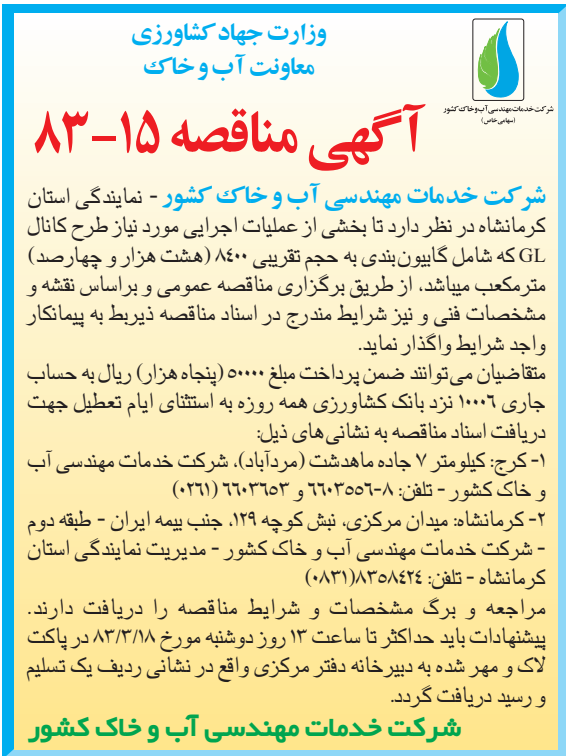 وزارت جهاد کشاورزی
معاونت آب و خاک
شرکت خدمات مهندسی آب و خاک کشور
(سهامی خاص)
آگهی مناقصه ۱۵-۸۳
شرکت خدمات مهندسی آب و خاک کشور - نمایندگی استان
کرمانشاه در نظر دارد تا بخشی از عملیات اجرایی مورد نیاز طرح کانال
GL که شامل گابیون‌بندی به حجم تقریبی ۸۴۰۰ (هشت هزار و چهارصد)
مترمکعب میباشد، از طریق برگزاری مناقصه عمومی و براساس نقشه و
مشخصات فنی و نیز شرایط مندرج در اسناد مناقصه ذیربط به پیمانکار
واجد شرایط واگذار نماید.
متقاضیان می‌توانند ضمن پرداخت مبلغ ۵۰۰۰۰ (پنجاه هزار) ریال به حساب
جاری ۱۰۰۰۶ نزد بانک کشاورزی همه روزه به استثنای ایام تعطیل جهت
دریافت اسناد مناقصه به نشانی‌های ذیل:
۱- کرج: کیلومتر ۷ جاده ماهدشت (مردآباد)، شرکت خدمات مهندسی آب
و خاک کشور - تلفن: ۸-۶۶۰۳۵۵۶ و ۶۶۰۳۶۵۳ (۰۲۶۱)
۲- کرمانشاه: میدان مرکزی، نبش کوچه ۱۲۹، جنب بیمه ایران - طبقه دوم
- شرکت خدمات مهندسی آب و خاک کشور - مدیریت نمایندگی استان
کرمانشاه - تلفن: ۸۳۵۸۴۲۴(۰۸۳۱)
مراجعه و برگ مشخصات و شرایط مناقصه را دریافت دارند.
پیشنهادات باید حداکثر تا ساعت ۱۳ روز دوشنبه مورخ ۸۳/۳/۱۸ در پاکت
لاک و مهر شده به دبیرخانه دفتر مرکزی واقع در نشانی ردیف یک تسلیم
و رسید دریافت گردد.
شرکت خدمات مهندسی آب و خاک کشور